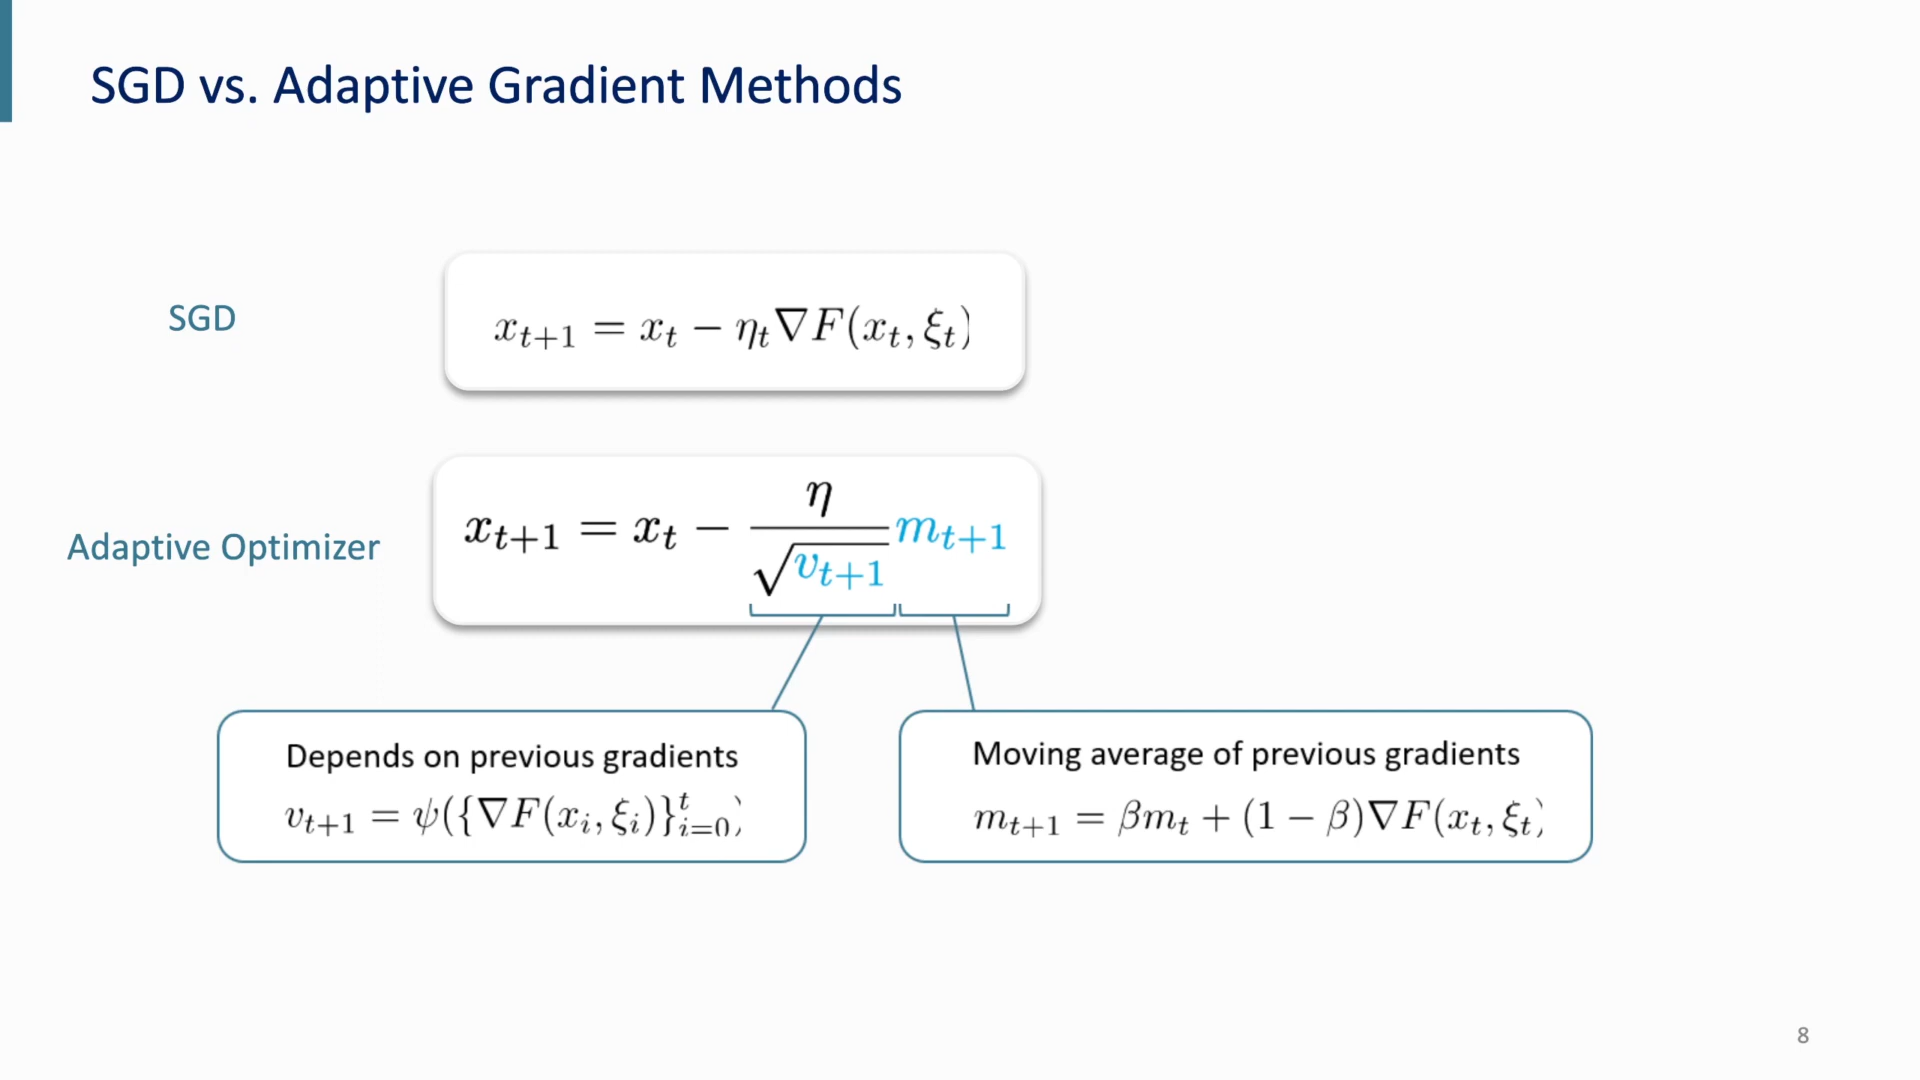 SGD vs. Adaptive Gradient Methods
SGD
x_{t+1} = x_t − η_t∇F(x_t, ξ_t)
Adaptive Optimizer
x_{t+1} = x_t − \frac{η}{\sqrt{v_{t+1}}} m_{t+1}
Depends on previous gradients
v_{t+1} = ψ({∇F(x_i, ξ_i)}_{i=0}^t)
Moving average of previous gradients
m_{t+1} = βm_t + (1 − β)∇F(x_t, ξ_t)
8